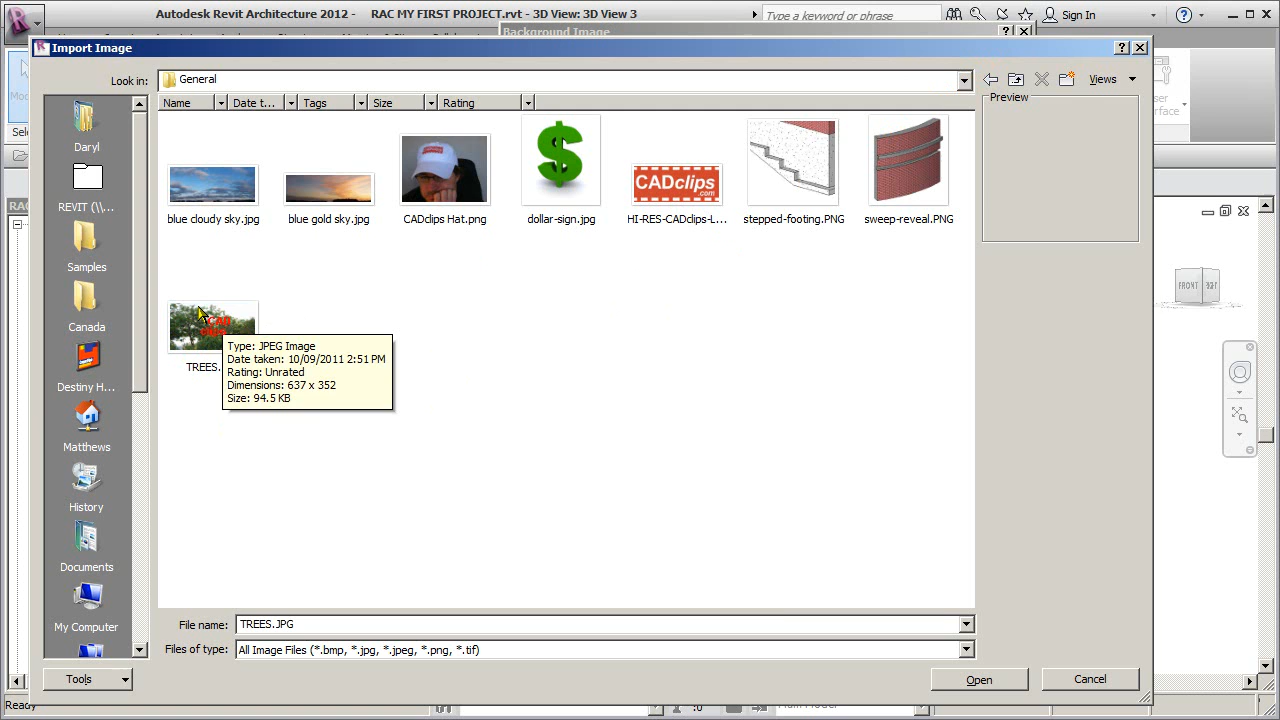 Autodesk Revit Architecture 2012 - RAC MY FIRST PROJECT.rvt - 3D View: 3D View 3
Type a keyword or phrase
Sign In
Background Image
Import Image
Look in:
General
Views
Name
Date t...
Tags
Size
Rating
Preview
Daryl
REVIT (\\...
Samples
Canada
Destiny H...
Matthews
History
Documents
My Computer
blue cloudy sky.jpg
blue gold sky.jpg
CADclips Hat.png
dollar-sign.jpg
CADclips
.com
HI-RES-CADclips-L...
stepped-footing.PNG
sweep-reveal.PNG
TREES.
Type: JPEG Image
Date taken: 10/09/2011 2:51 PM
Rating: Unrated
Dimensions: 637 x 352
Size: 94.5 KB
FRONT
File name:
TREES.JPG
Files of type:
All Image Files (*.bmp, *.jpg, *.jpeg, *.png, *.tif)
Tools
Open
Cancel
Ready
:0